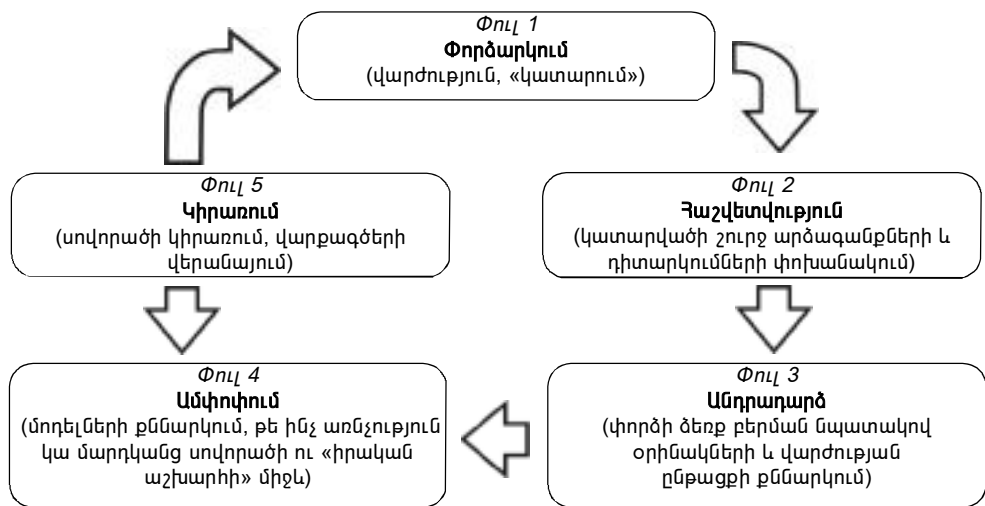 Փուլ 1
Փորձարկում
(վարժություն, «կատարում»)
Փուլ 2
Հաշվետվություն
(կատարվածի շուրջ արձագանքների և
դիտարկումների փոխանակում)
Փուլ 3
Անդրադարձ
(փորձի ձեռք բերման նպատակով
օրինակների և վարժության
ընթացքի քննարկում)
Փուլ 4
Ամփոփում
(մոդելների քննարկում, թե ինչ առնչություն
կա մարդկանց սովորածի ու «իրական
աշխարհի» միջև)
Փուլ 5
Կիրառում
(սովորածի կիրառում, վարքագծերի
վերանայում)